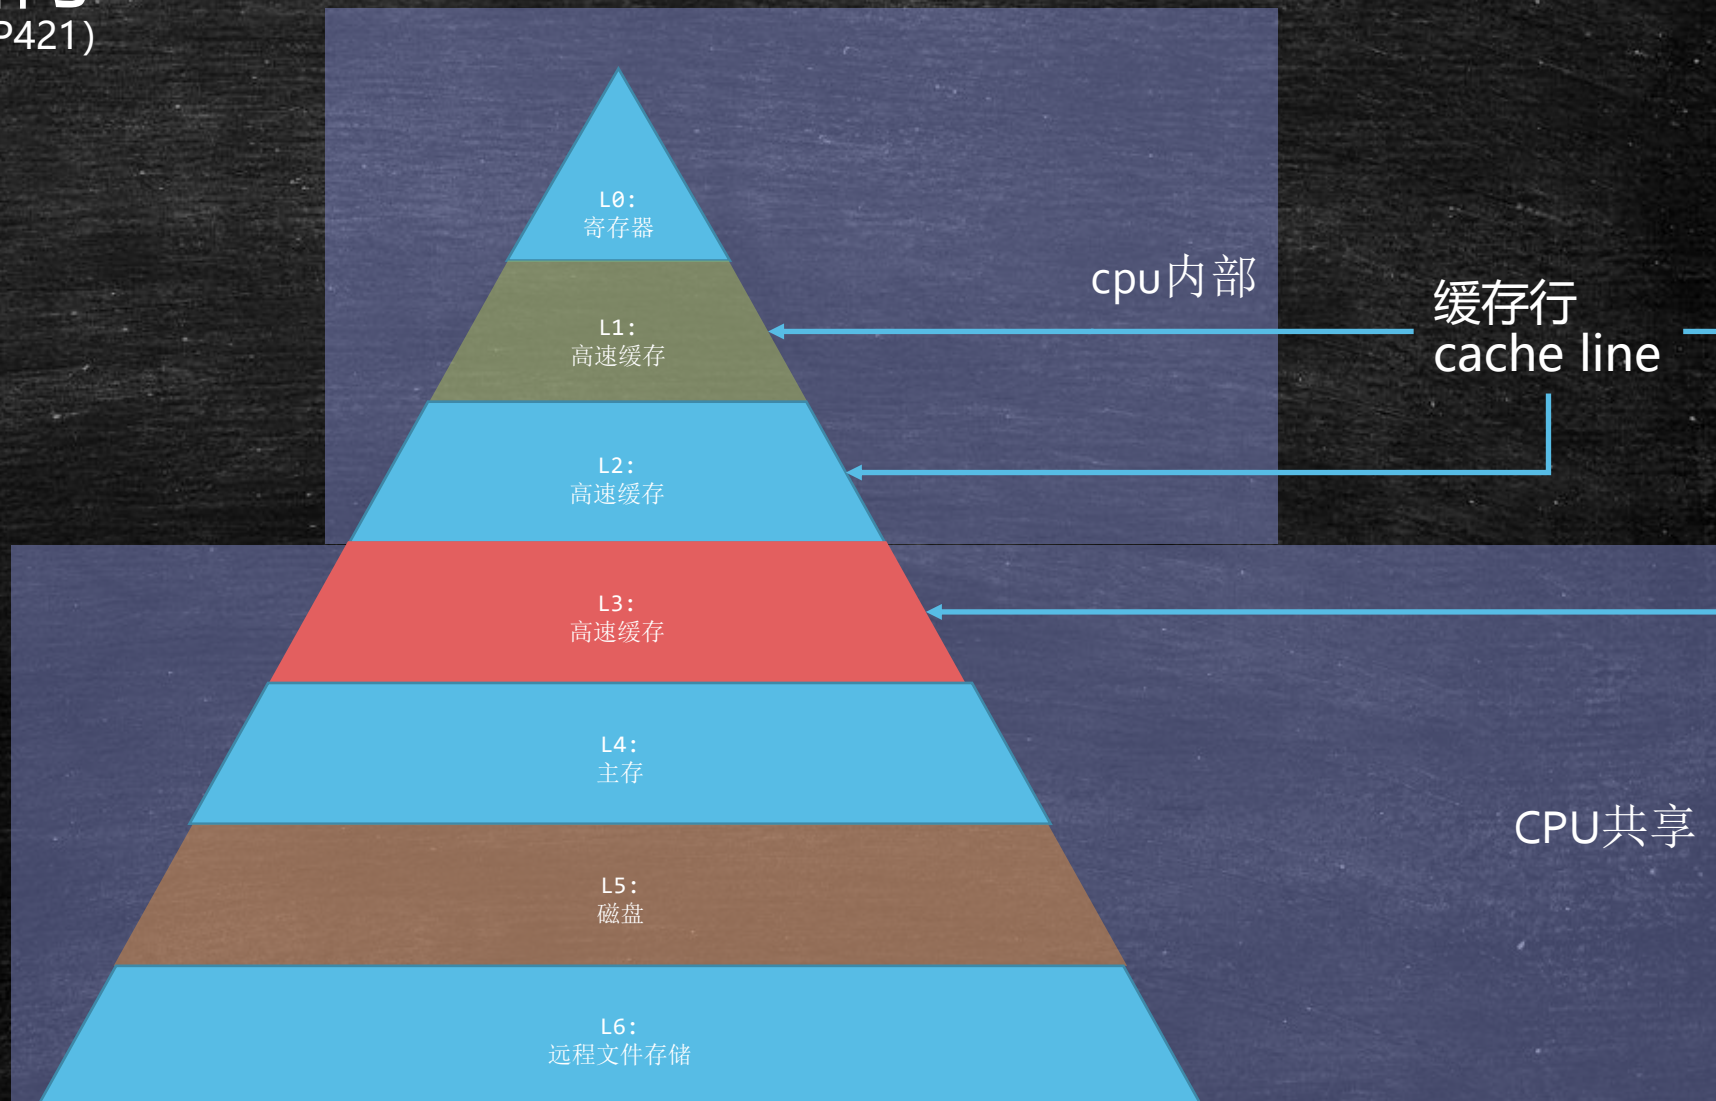 P421)
L0:
寄存器
cpu内部
缓存行
cache line
L1:
高速缓存
L2:
高速缓存
L3:
高速缓存
L4:
主存
CPU共享
L5:
磁盘
L6:
远程文件存储